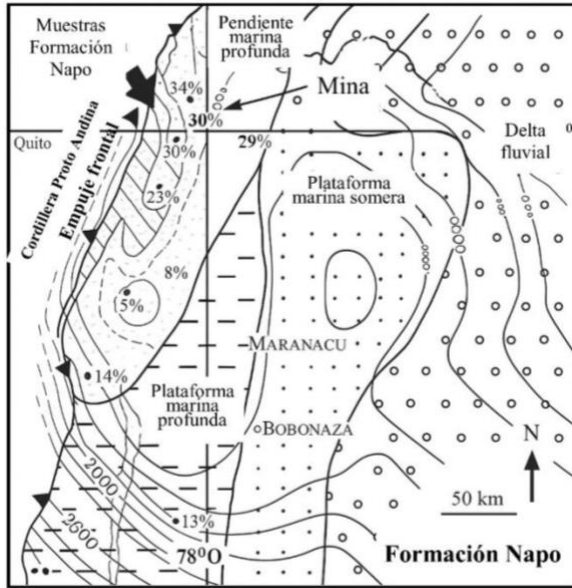 Muestras
Formación
Napo
Pendiente
marina
profunda
Mina
34%
30%
Quito
30%
29%
0
Delta
fluvial
Cordillera Proto Andina
Empuje frontal
23%
Plataforma
marina somera
8%
5%
MARANACU
14%
Plataforma
marina
profunda
BOBONAZA
N
2000
13%
50 km
2600
78°O
Formación Napo